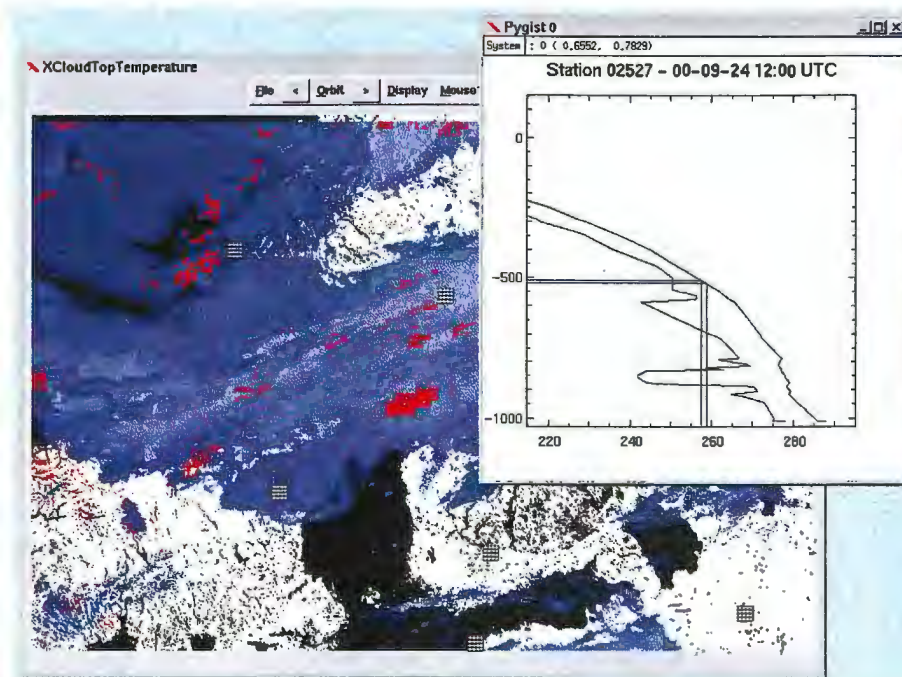 Pygist 0
System : 0 ( 0.6552, 0.7829)
XCloudTopTemperature
File < Orbit > Display Mouse
Station 02527 - 00-09-24 12:00 UTC
0
-500
-1000
220 240 260 280